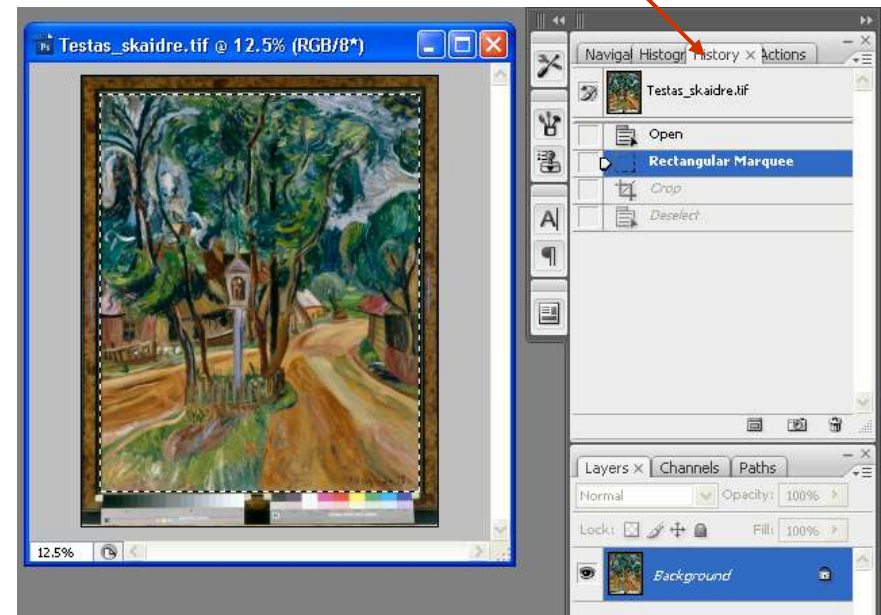 Ps Testas_skaidre.tif @ 12.5% (RGB/8*)
12.5%
Navigat Histogr History × Actions
Testas_skaidre.tif
Open
Rectangular Marquee
Crop
Deselect
A
Layers × Channels Paths
Normal Opacity: 100%
Lock: Fill: 100%
Background